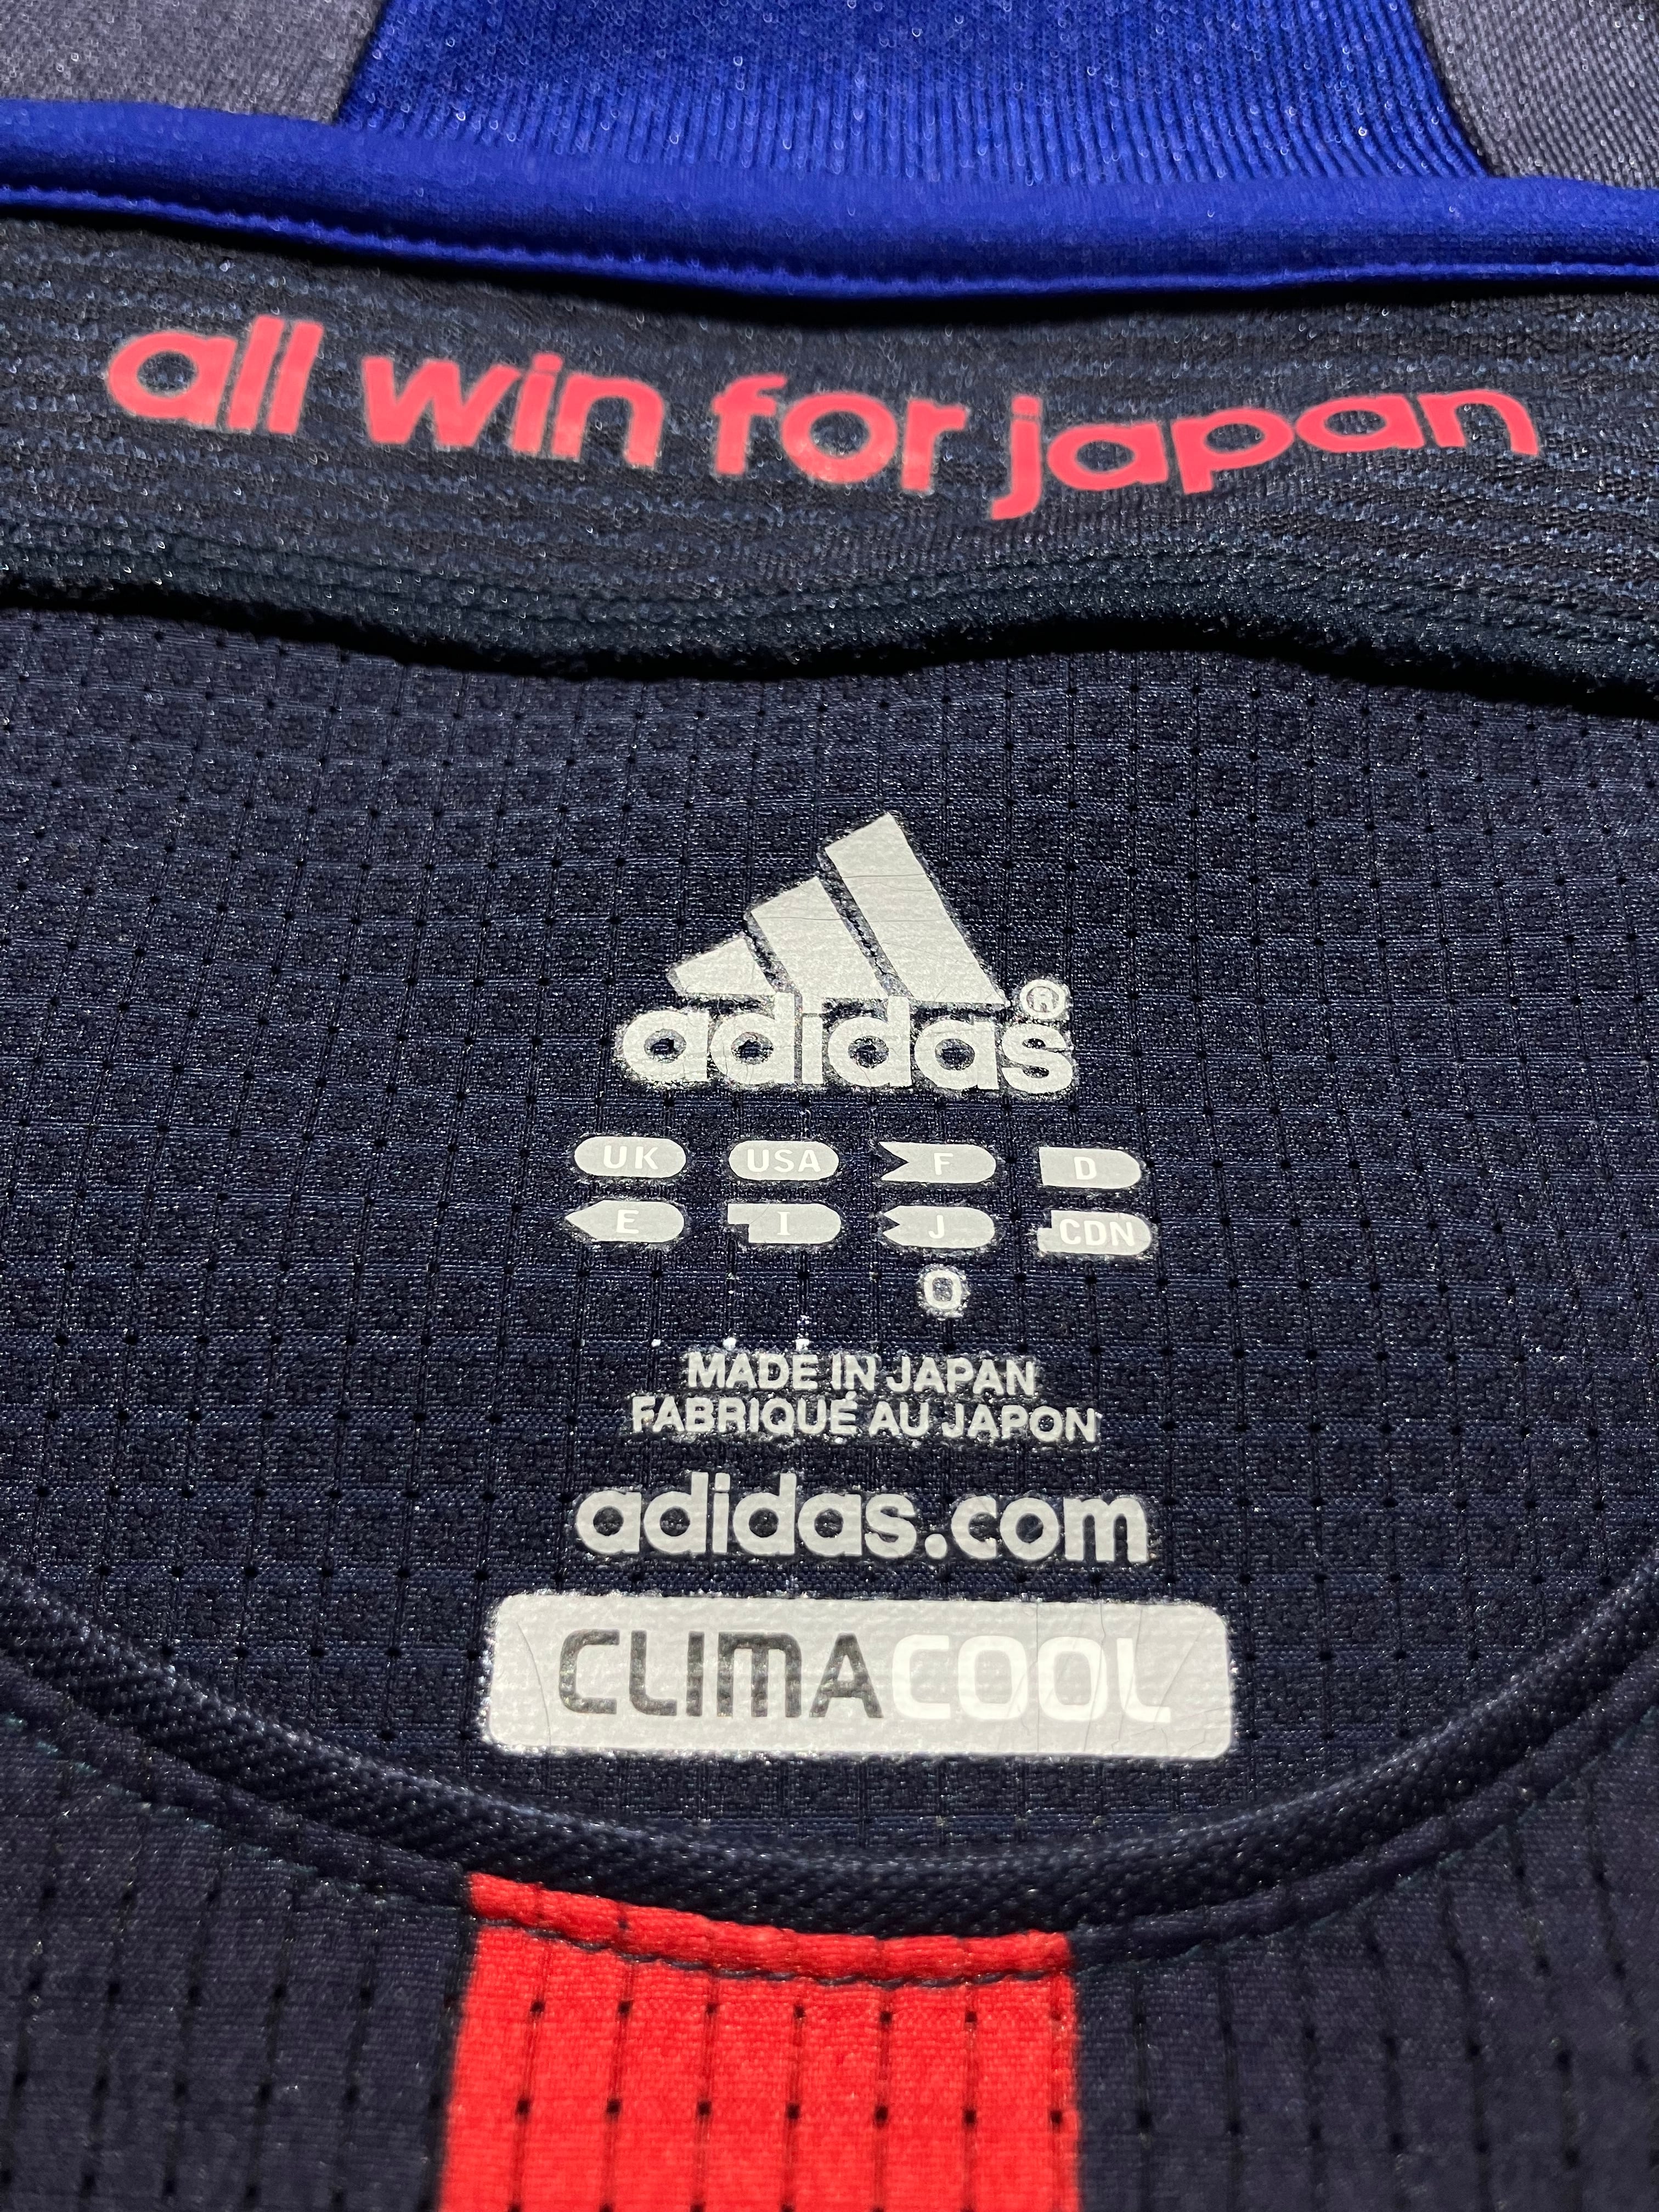 all win for japan
adidas®
UK USA F D
E I J CDN
O
MADE IN JAPAN
FABRIQUÉ AU JAPON
adidas.com
CLIMACOOL